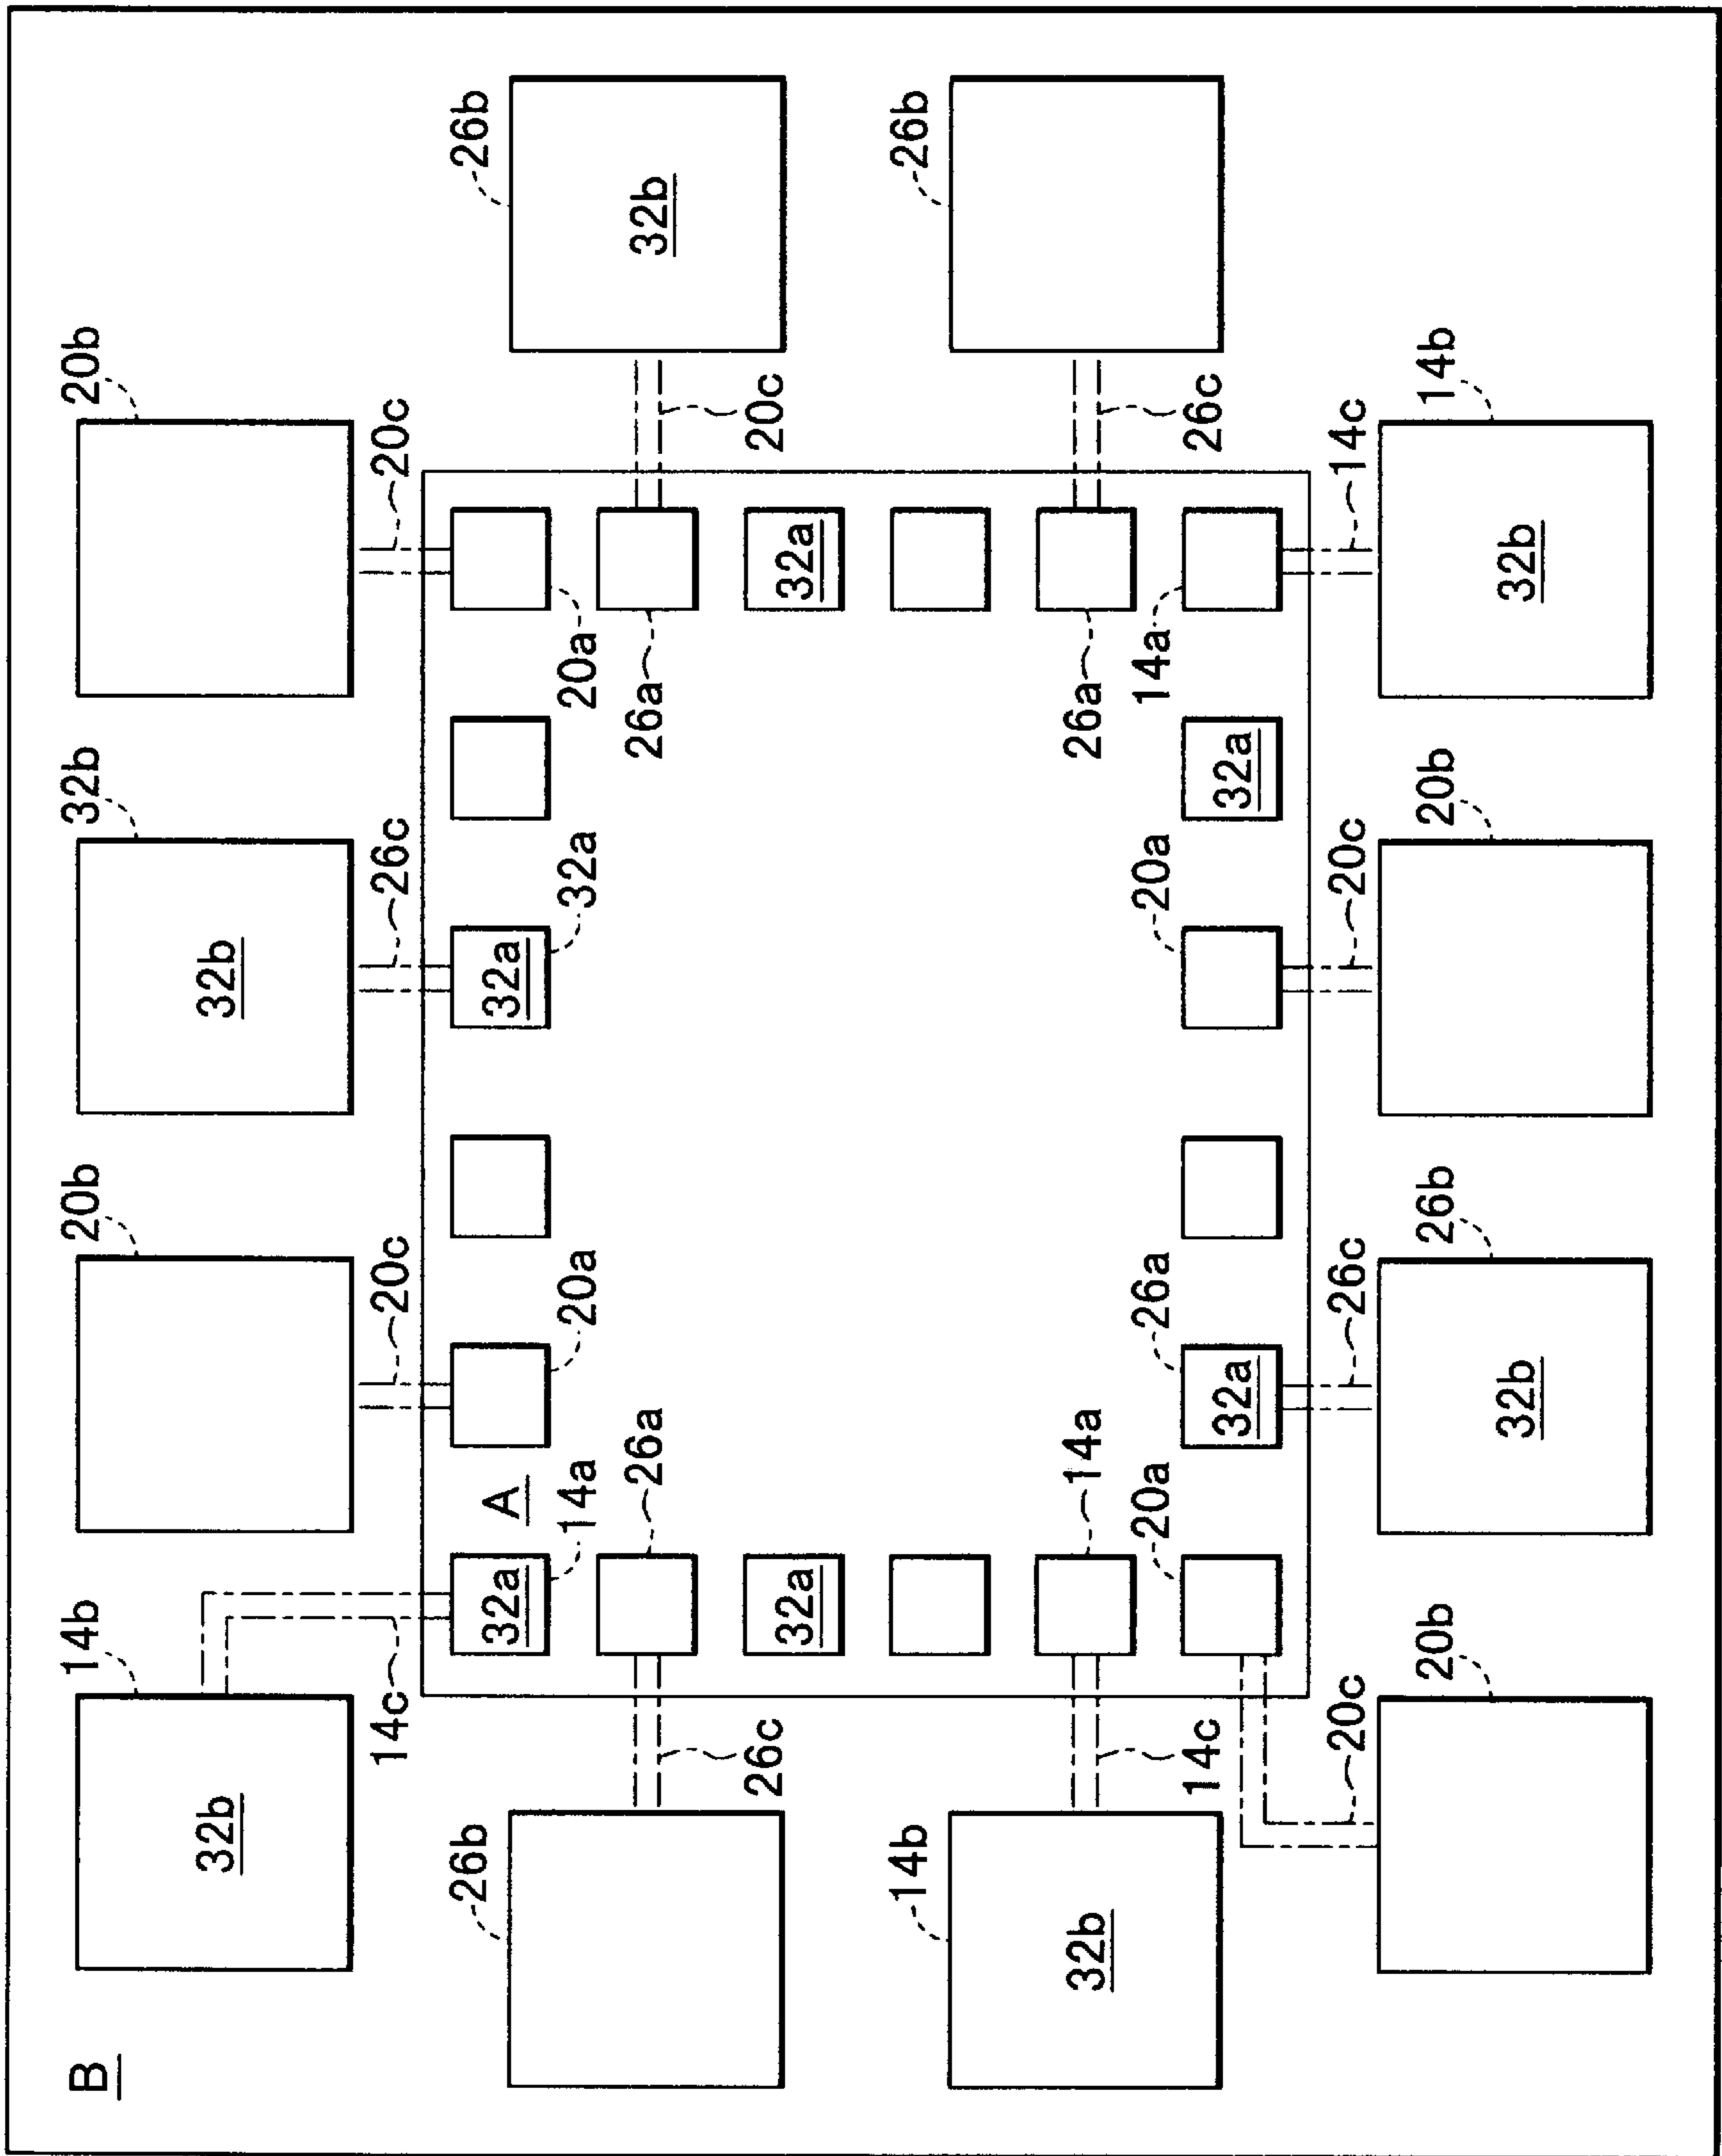 B 14b 20b 32b 20b
32b 32b
14c 20c 26c 20c
26b 26b
32a A 32a
14a 20a 32a 20a
26a 26a 32b
26c 32a 32a 20c
14b 26b
32b 14a 26a
20a 26a 20a 14a
14c 26c
32a 32a
20c 26c 20c 14c
20b 26b 20b 14b
32b 32b